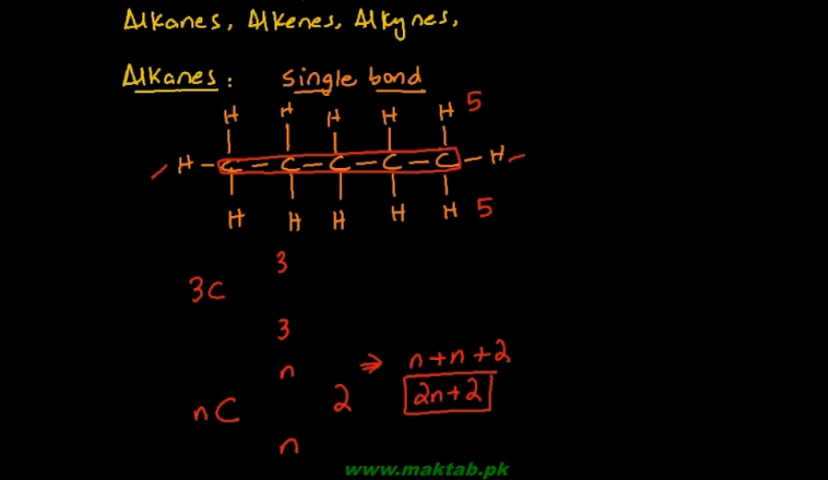 Alkanes, Alkenes, Alkynes,
Alkanes: Single bond
H H H H H 5
H - C - C - C - C - C - H
H H H H H 5
3
3C
3
n ⇒ n+n+2
nC 2 2n+2
n
www.maktab.pk